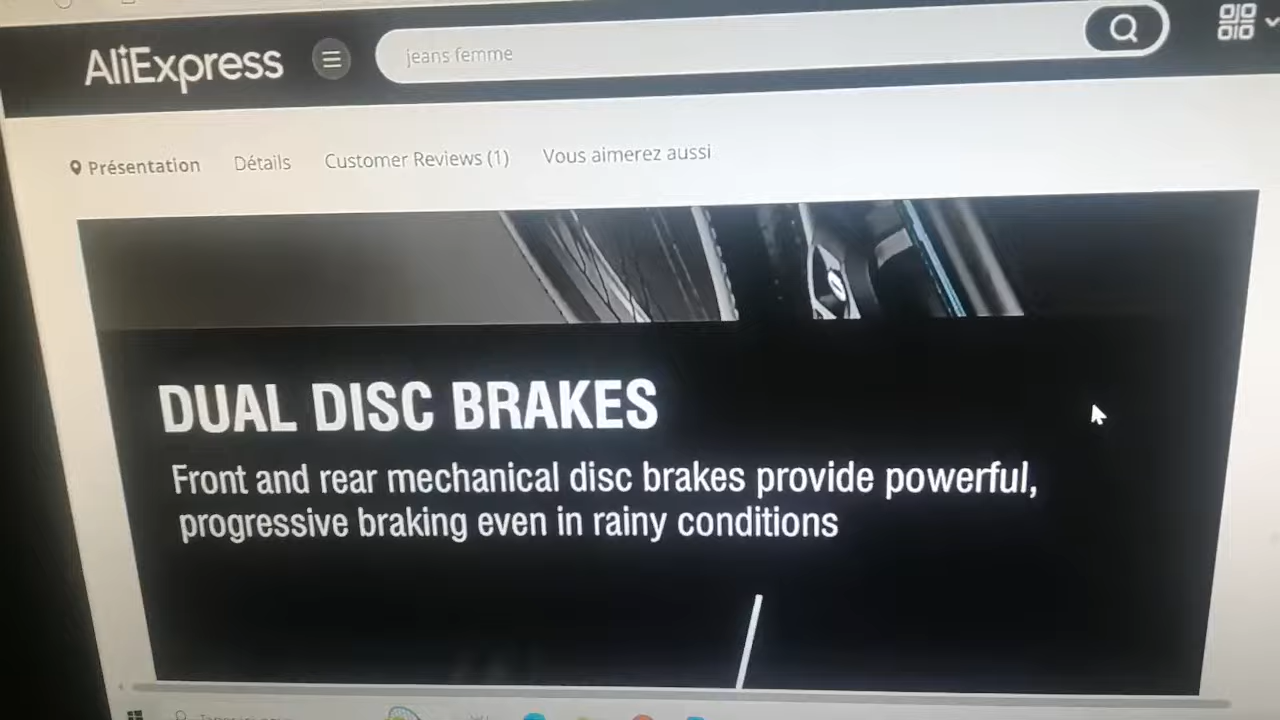 AliExpress
jeans femme
Présentation Détails Customer Reviews (1) Vous aimerez aussi
DUAL DISC BRAKES
Front and rear mechanical disc brakes provide powerful,
progressive braking even in rainy conditions